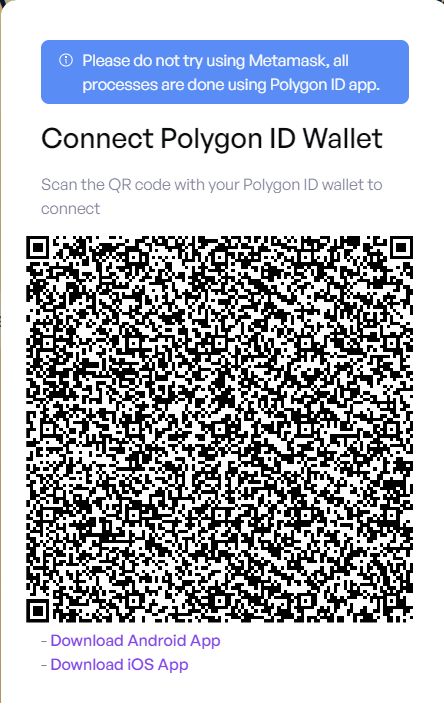 Please do not try using Metamask, all
processes are done using Polygon ID app.
Connect Polygon ID Wallet
Scan the QR code with your Polygon ID wallet to
connect
- Download Android App
- Download iOS App